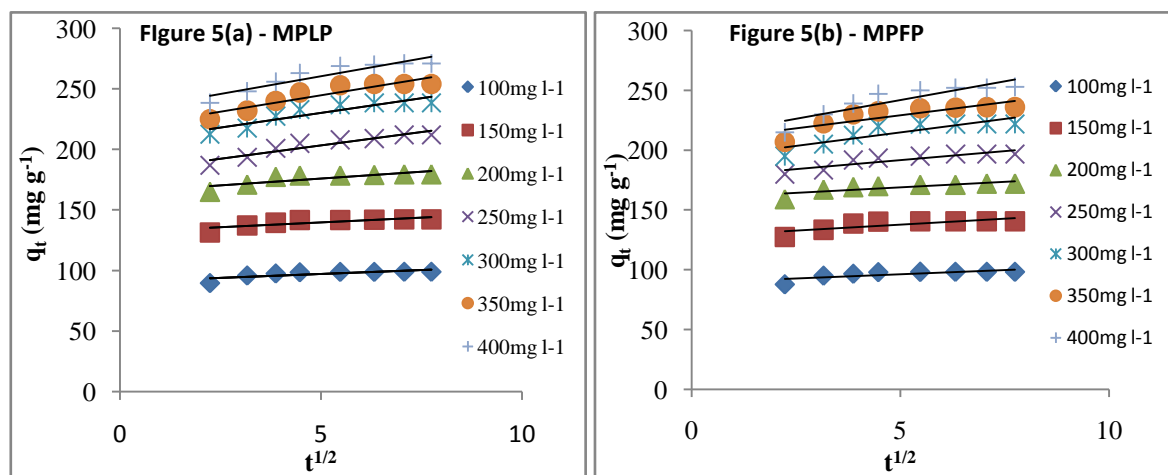 FIgure 5(a) - MPLP
300
250
200
150
100
50
0
0
5
10
qt (mg g-1)
t1/2
100mg l-1
150mg l-1
200mg l-1
250mg l-1
300mg l-1
350mg l-1
400mg l-1
Figure 5(b) - MPFP
300
250
200
150
100
50
0
0
5
10
qt (mg g-1)
t1/2
100mg l-1
150mg l-1
200mg l-1
250mg l-1
300mg l-1
350mg l-1
400mg l-1